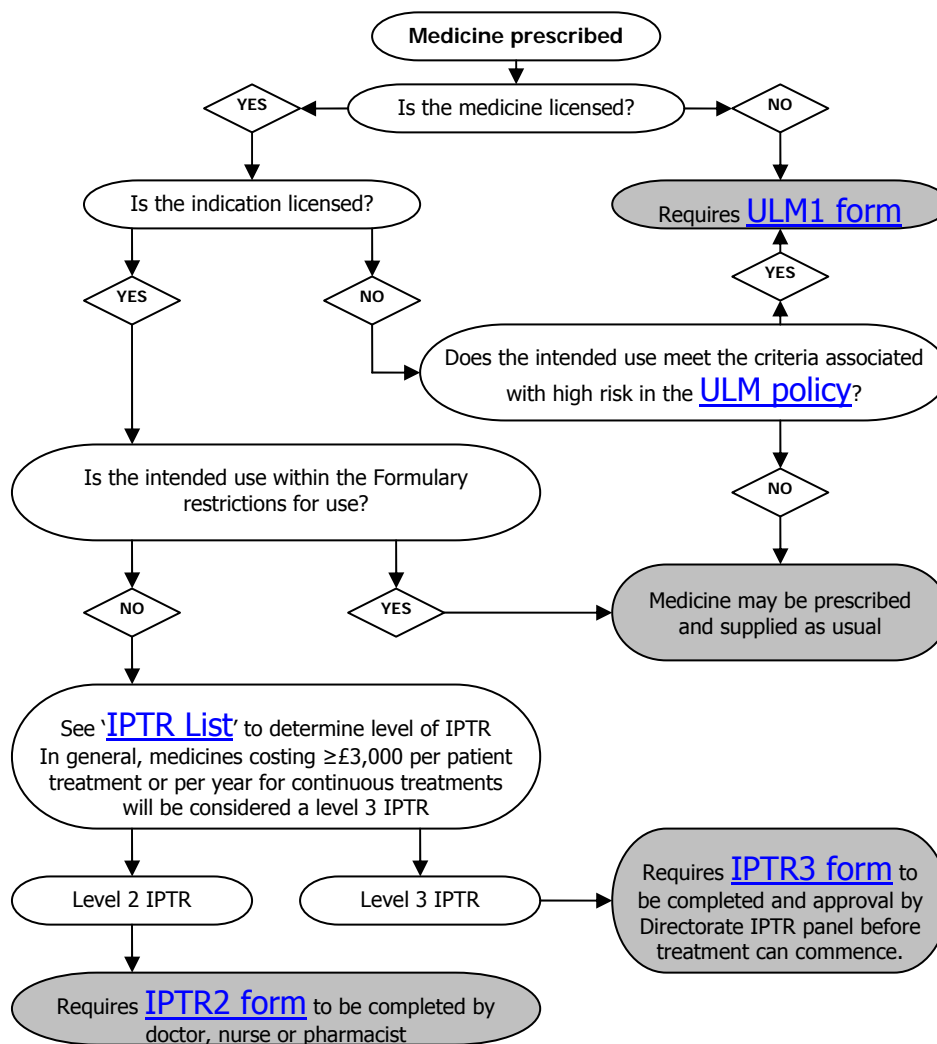 Medicine prescribed
Is the medicine licensed?
YES
NO
Is the indication licensed?
Requires ULM1 form
YES
YES
NO
Does the intended use meet the criteria associated
with high risk in the ULM policy?
Is the intended use within the Formulary
restrictions for use?
NO
NO
YES
Medicine may be prescribed
and supplied as usual
See ‘IPTR List’ to determine level of IPTR
In general, medicines costing ≥£3,000 per patient
treatment or per year for continuous treatments
will be considered a level 3 IPTR
Level 2 IPTR
Level 3 IPTR
Requires IPTR3 form to
be completed and approval by
Directorate IPTR panel before
treatment can commence.
Requires IPTR2 form to be completed by
doctor, nurse or pharmacist